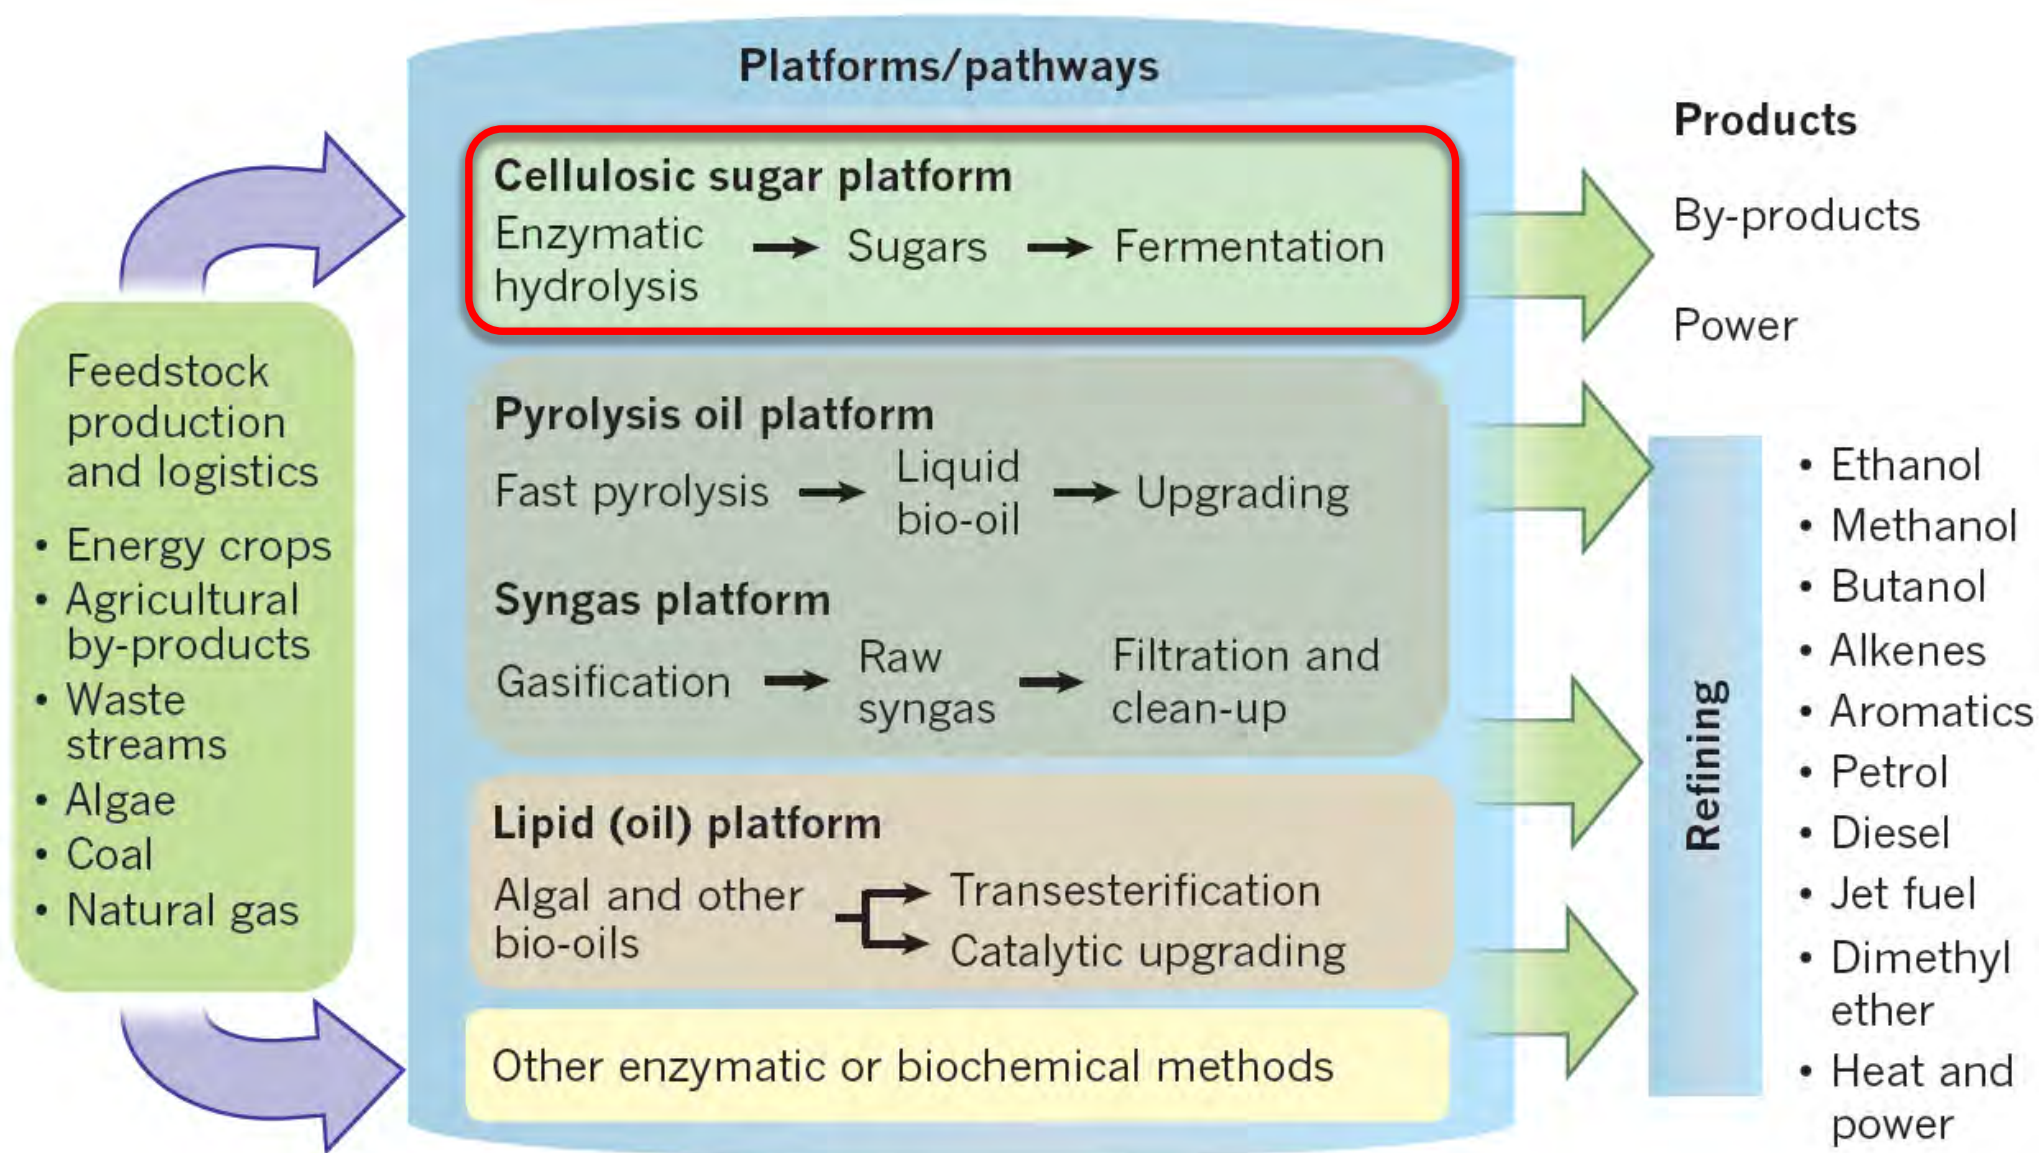 Platforms/pathways
Feedstock
production
and logistics
• Energy crops
• Agricultural
by-products
• Waste
streams
• Algae
• Coal
• Natural gas
Cellulosic sugar platform
Enzymatic
hydrolysis
Sugars
Fermentation
Pyrolysis oil platform
Fast pyrolysis
Liquid
bio-oil
Upgrading
Syngas platform
Gasification
Raw
syngas
Filtration and
clean-up
Lipid (oil) platform
Algal and other
bio-oils
Transesterification
Catalytic upgrading
Other enzymatic or biochemical methods
Products
By-products
Power
Refining
• Ethanol
• Methanol
• Butanol
• Alkenes
• Aromatics
• Petrol
• Diesel
• Jet fuel
• Dimethyl
ether
• Heat and
power